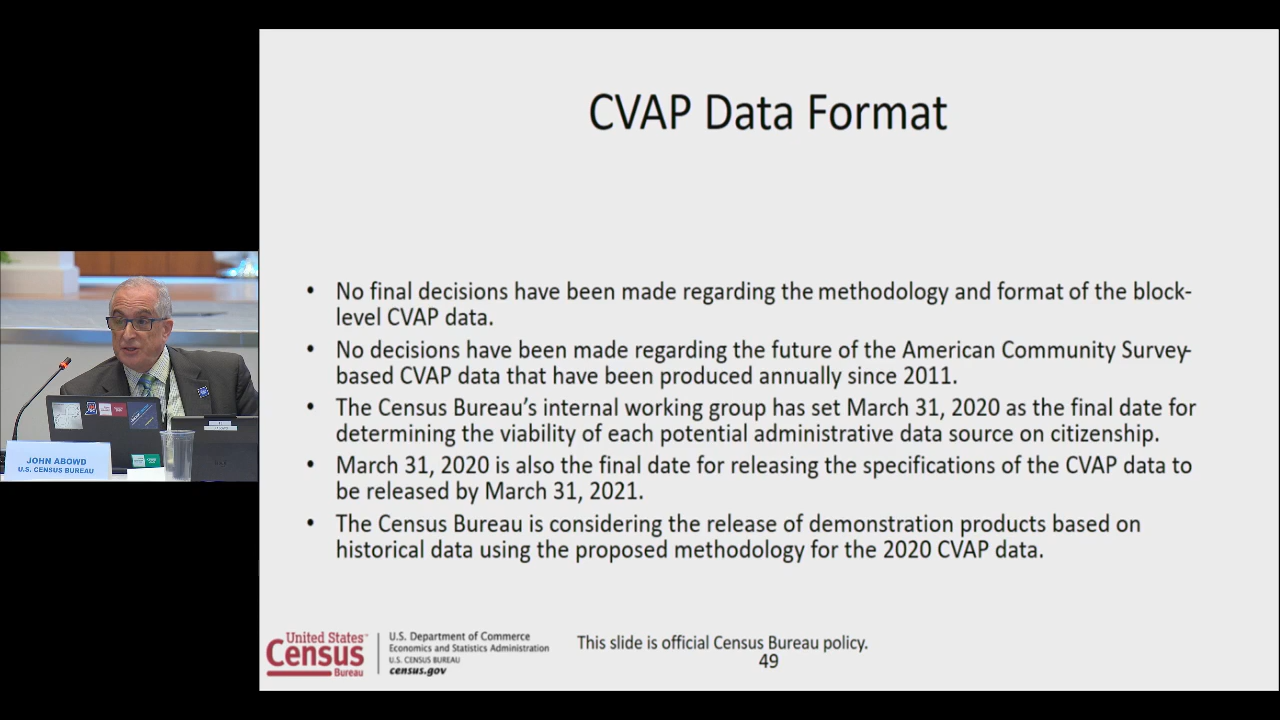 CVAP Data Format
• No final decisions have been made regarding the methodology and format of the block-
level CVAP data.
• No decisions have been made regarding the future of the American Community Survey-
based CVAP data that have been produced annually since 2011.
• The Census Bureau's internal working group has set March 31, 2020 as the final date for
determining the viability of each potential administrative data source on citizenship.
• March 31, 2020 is also the final date for releasing the specifications of the CVAP data to
be released by March 31, 2021.
• The Census Bureau is considering the release of demonstration products based on
historical data using the proposed methodology for the 2020 CVAP data.
JOHN ABOWD
U.S. CENSUS BUREAU
United States
Census
Bureau
U.S. Department of Commerce
Economics and Statistics Administration
U.S. CENSUS BUREAU
census.gov
This slide is official Census Bureau policy.
49